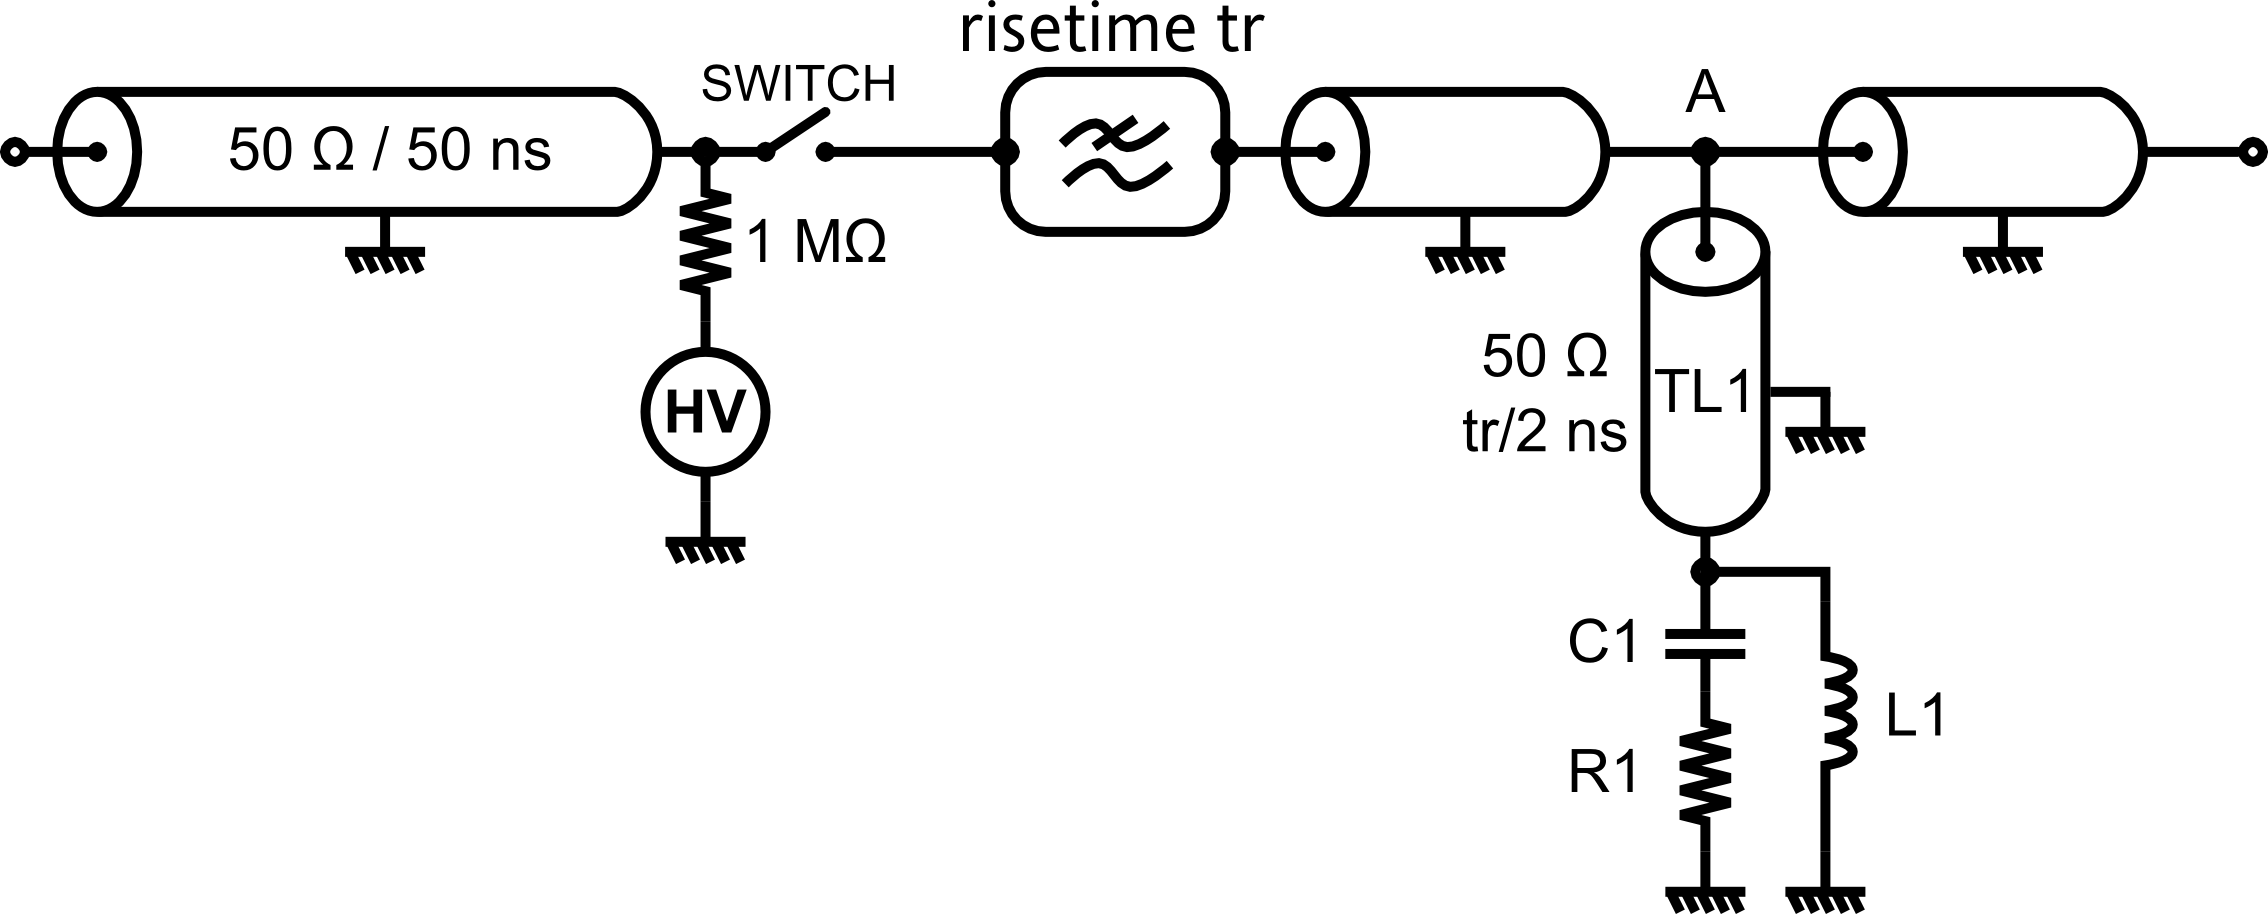 risetime tr
SWITCH
50 Ω / 50 ns
A
1 MΩ
HV
50 Ω
tr/2 ns
TL1
C1
R1
L1